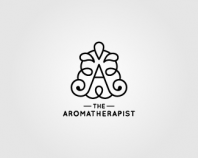 A
— THE —
AROMATHERAPIST